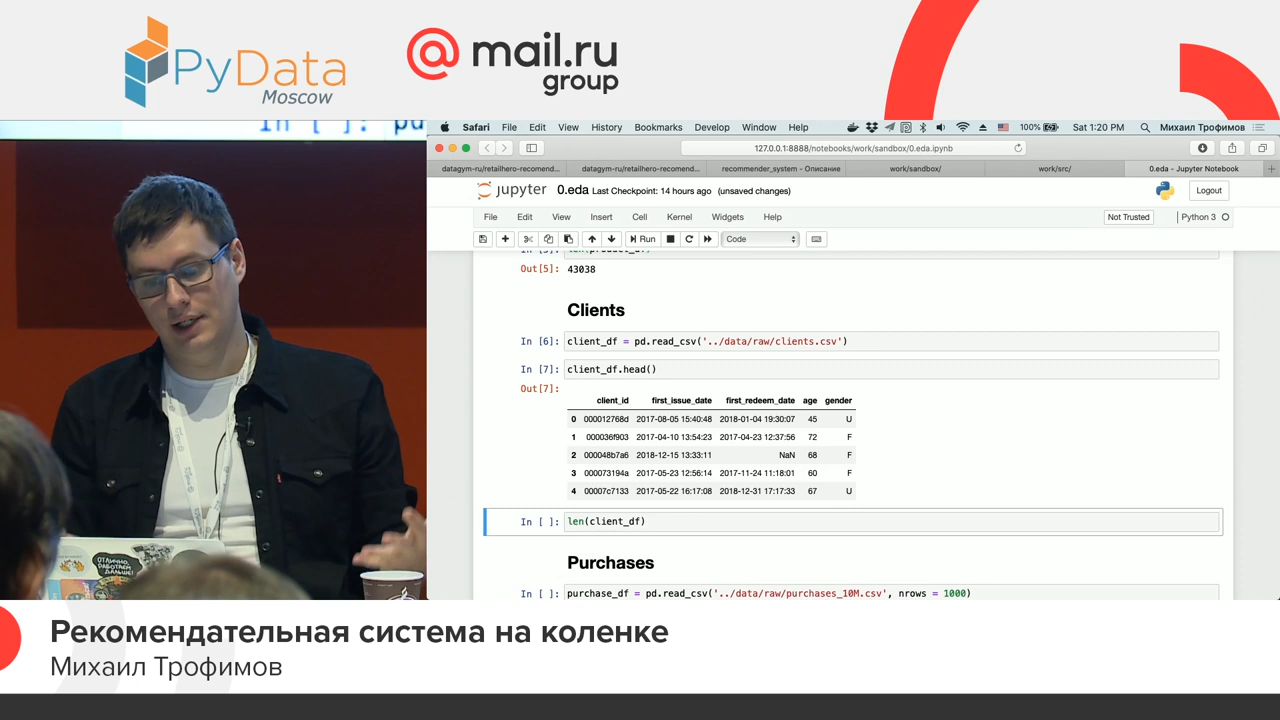 PyData
Moscow
@mail.ru
group
In [ ]: pu
Safari File Edit View History Bookmarks Develop Window Help
100% Sat 1:20 PM Михаил Трофимов
127.0.0.1:8888/notebooks/work/sandbox/0.eda.ipynb
datagym-ru/retailhero-recomend... datagym-ru/retailhero-recomend... recommender_system - Описание work/sandbox/ work/src/ 0.eda - Jupyter Notebook
jupyter 0.eda Last Checkpoint: 14 hours ago (unsaved changes) Logout
File Edit View Insert Cell Kernel Widgets Help Not Trusted Python 3
Run Code
Out[5]: 43038
Clients
In [6]: client_df = pd.read_csv('../data/raw/clients.csv')
In [7]: client_df.head()
Out[7]:
client_id first_issue_date first_redeem_date age gender
0 000012768d 2017-08-05 15:40:48 2018-01-04 19:30:07 45 U
1 000036f903 2017-04-10 13:54:23 2017-04-23 12:37:56 72 F
2 000048b7a6 2018-12-15 13:33:11 NaN 68 F
3 000073194a 2017-05-23 12:56:14 2017-11-24 11:18:01 60 F
4 00007c7133 2017-05-22 16:17:08 2018-12-31 17:17:33 67 U
In [ ]: len(client_df)
Purchases
In [ ]: purchase_df = pd.read_csv('../data/raw/purchases_10M.csv', nrows = 1000)
ОТЛИЧНО,
РАБОТАЕМ
ДАЛЬШЕ!
Рекомендательная система на коленке
Михаил Трофимов